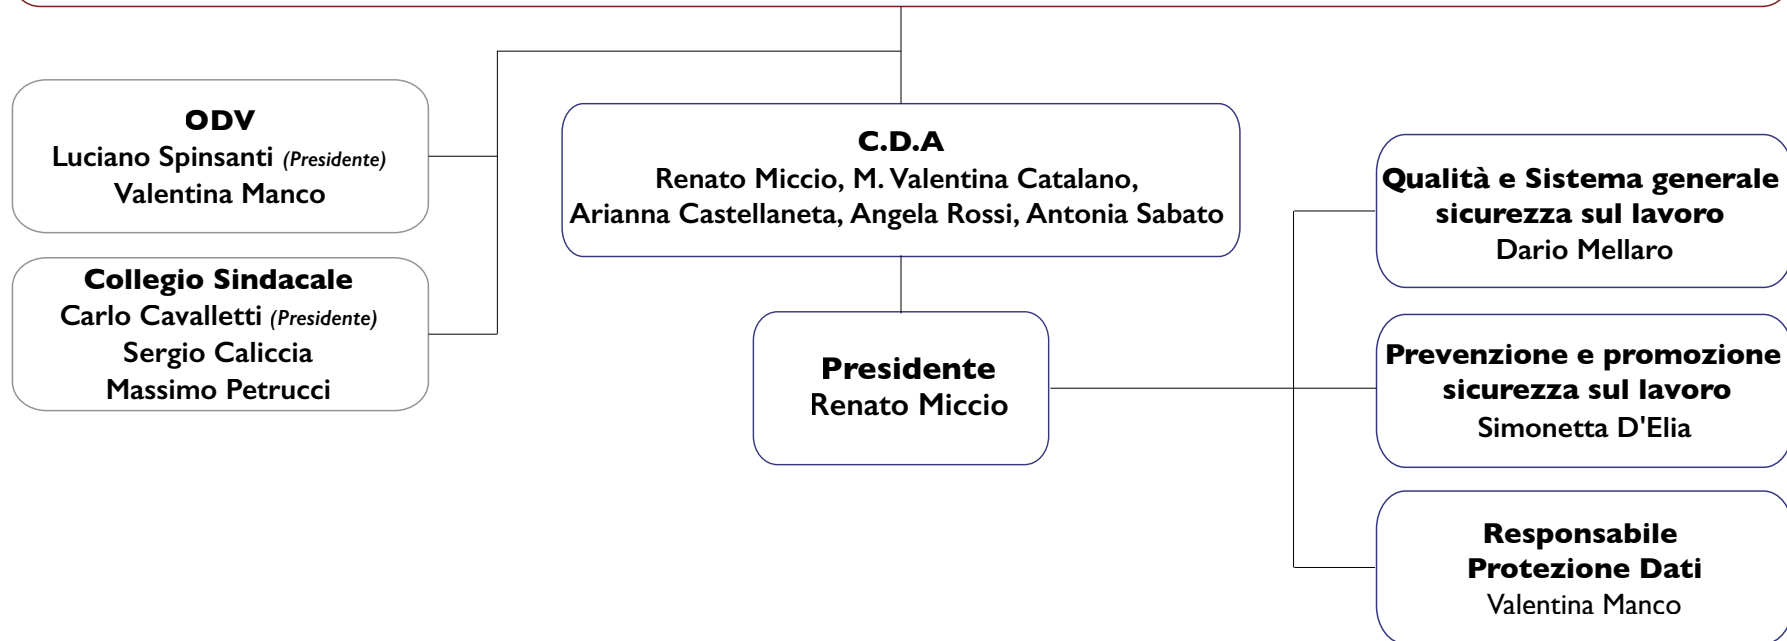 ODV
Luciano Spinsanti (Presidente)
Valentina Manco
Collegio Sindacale
Carlo Cavalletti (Presidente)
Sergio Caliccia
Massimo Petrucci
C.D.A
Renato Miccio, M. Valentina Catalano,
Arianna Castellaneta, Angela Rossi, Antonia Sabato
Presidente
Renato Miccio
Qualità e Sistema generale
sicurezza sul lavoro
Dario Mellaro
Prevenzione e promozione
sicurezza sul lavoro
Simonetta D'Elia
Responsabile
Protezione Dati
Valentina Manco